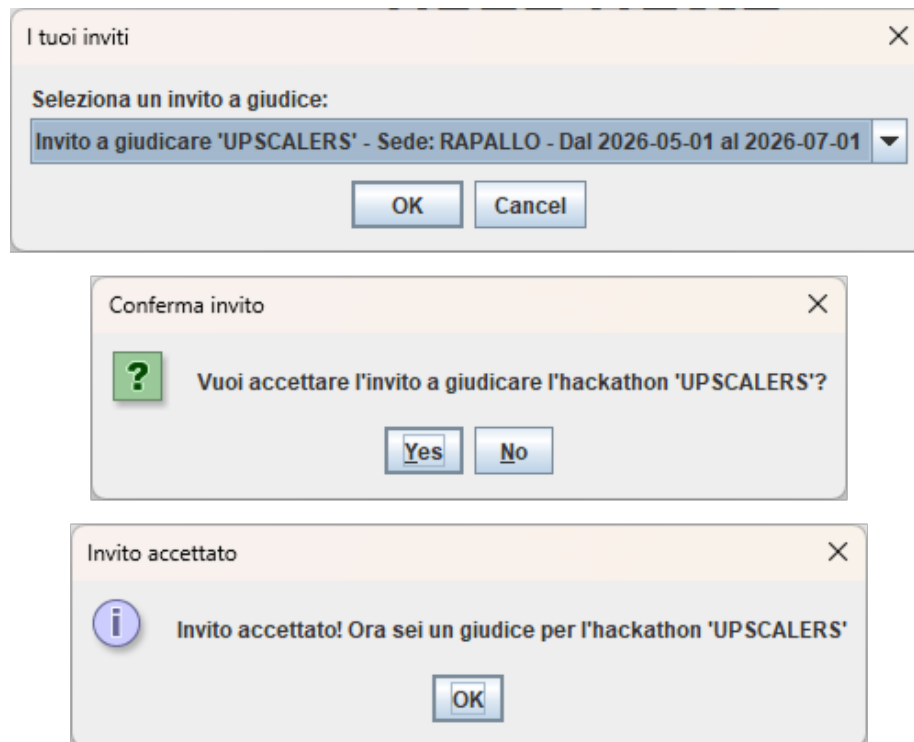 I tuoi inviti
Seleziona un invito a giudice:
Invito a giudicare 'UPSCALERS' - Sede: RAPALLO - Dal 2026-05-01 al 2026-07-01
OK Cancel
Conferma invito
? Vuoi accettare l'invito a giudicare l'hackathon 'UPSCALERS'?
Yes No
Invito accettato
i Invito accettato! Ora sei un giudice per l'hackathon 'UPSCALERS'
OK